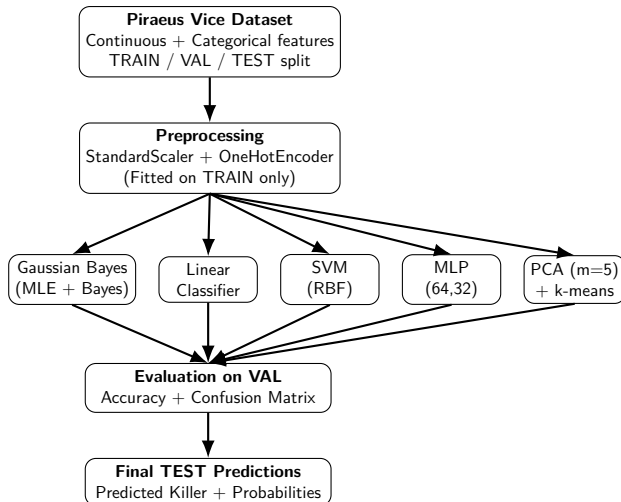 Piraeus Vice Dataset
Continuous + Categorical features
TRAIN / VAL / TEST split
Preprocessing
StandardScaler + OneHotEncoder
(Fitted on TRAIN only)
Gaussian Bayes
(MLE + Bayes)
Linear
Classifier
SVM
(RBF)
MLP
(64,32)
PCA (m=5)
+ k-means
Evaluation on VAL
Accuracy + Confusion Matrix
Final TEST Predictions
Predicted Killer + Probabilities